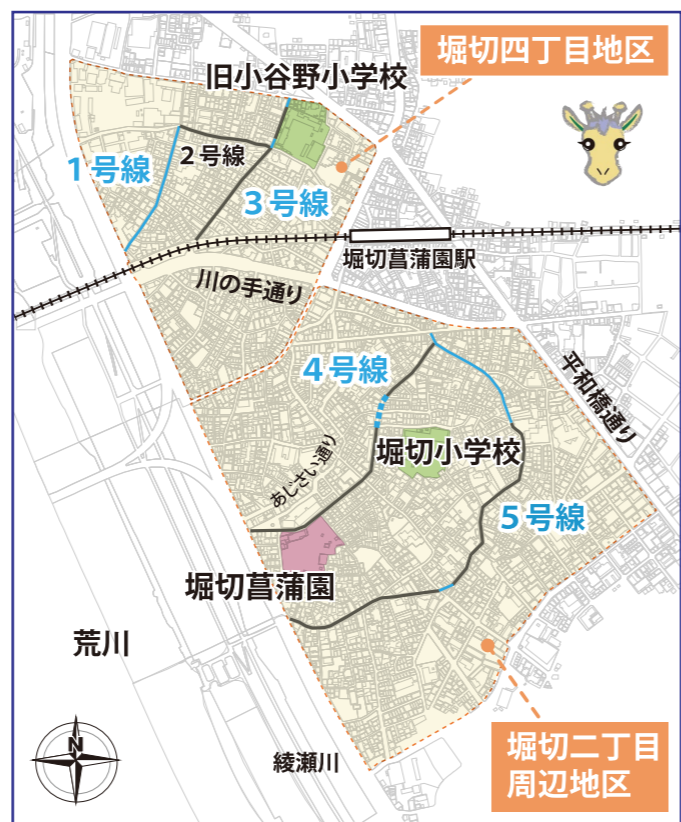 堀切四丁目地区
旧小谷野小学校
1号線
2号線
3号線
堀切菖蒲園駅
川の手通り
平和橋通り
4号線
堀切小学校
あじさい通り
5号線
堀切菖蒲園
荒川
綾瀬川
N
堀切二丁目
周辺地区